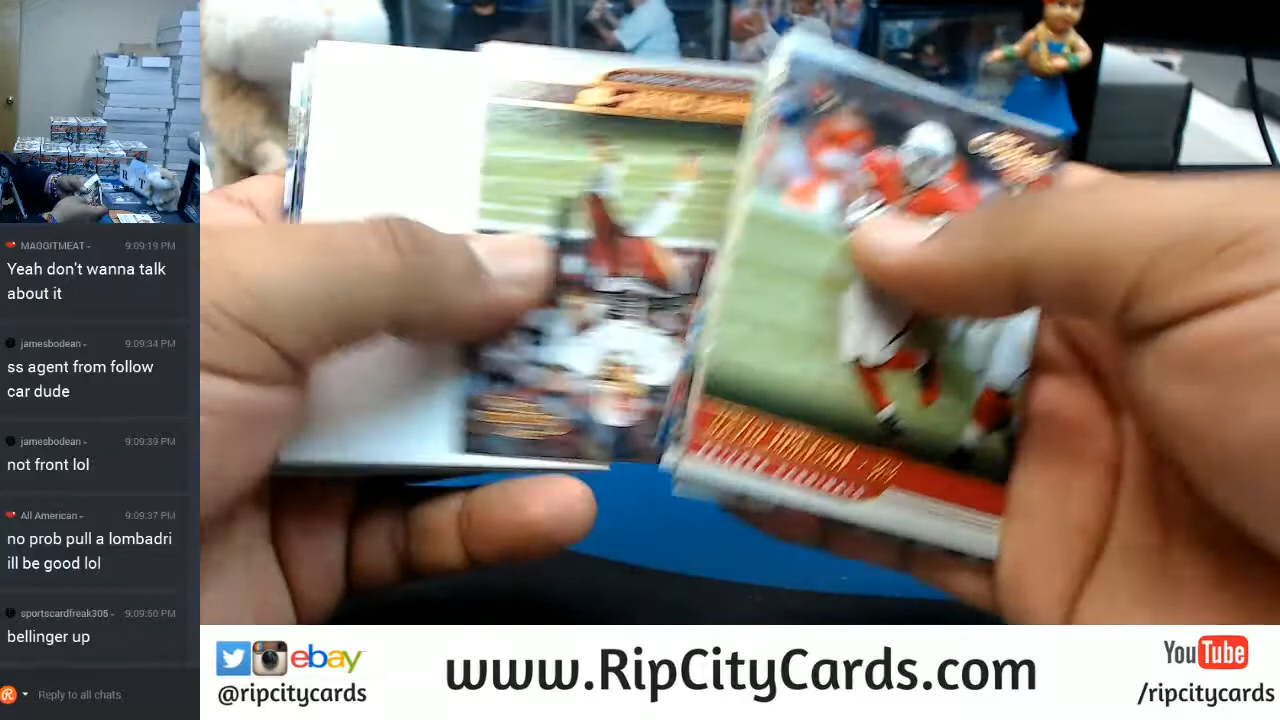 MAGGITMEAT - 9:09:19 PM
Yeah don't wanna talk
about it
jamesbodean - 9:09:34 PM
ss agent from follow
car dude
jamesbodean - 9:09:39 PM
not front lol
All American - 9:09:37 PM
no prob pull a lombadri
ill be good lol
sportscardfreak305 - 9:09:50 PM
bellinger up
Reply to all chats
ebay
@ripcitycards
www.RipCityCards.com
YouTube
/ripcitycards